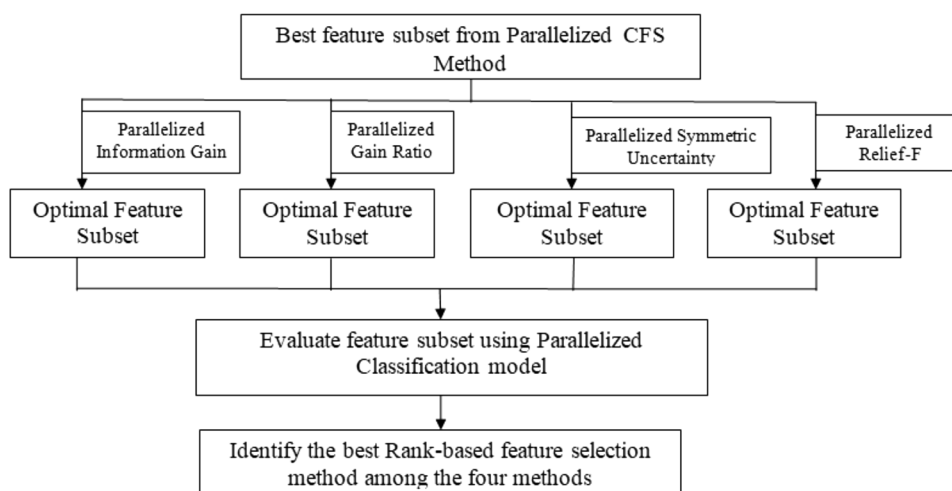 Best feature subset from Parallelized CFS
Method
Parallelized
Information Gain
Parallelized
Gain Ratio
Parallelized Symmetric
Uncertainty
Parallelized
Relief-F
Optimal Feature
Subset
Optimal Feature
Subset
Optimal Feature
Subset
Optimal Feature
Subset
Evaluate feature subset using Parallelized
Classification model
Identify the best Rank-based feature selection
method among the four methods